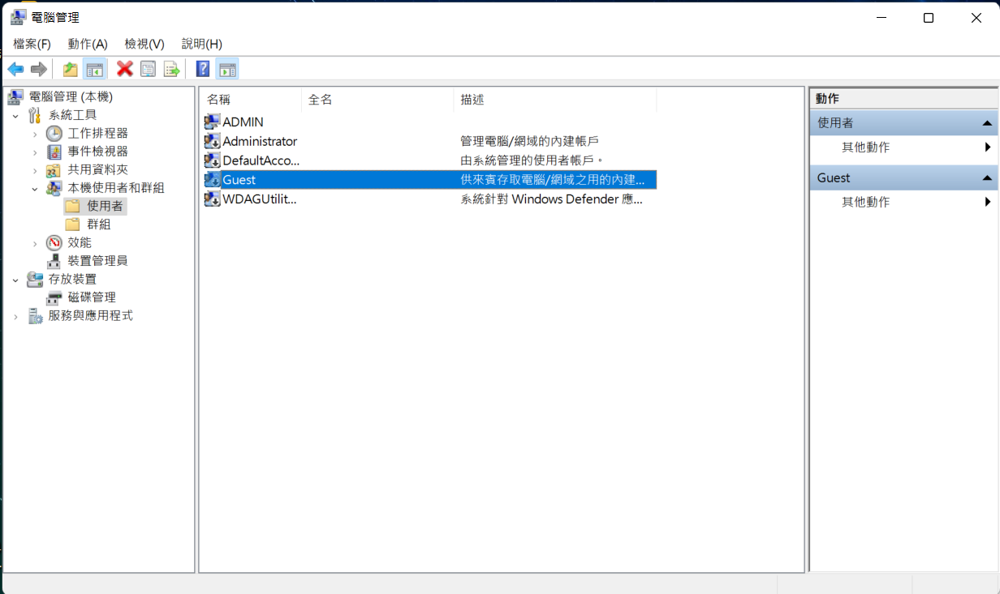 電腦管理
檔案(F) 動作(A) 檢視(V) 說明(H)
電腦管理 (本機)
系統工具
工作排程器
事件檢視器
共用資料夾
本機使用者和群組
使用者
群組
效能
裝置管理員
存放裝置
磁碟管理
服務與應用程式
名稱 全名 描述
ADMIN
Administrator 管理電腦/網域的內建帳戶
DefaultAcco... 由系統管理的使用者帳戶。
Guest 供來賓存取電腦/網域之用的內建...
WDAGUtilit... 系統針對 Windows Defender 應...
動作
使用者
其他動作
Guest
其他動作